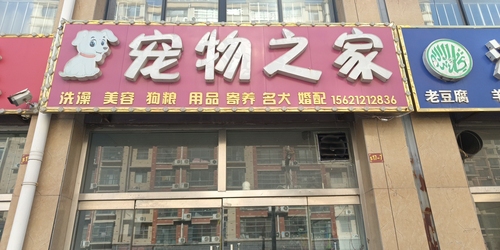 宠物之家
洗澡 美容 狗粮 用品 寄养 名犬 婚配 15621212836
老豆腐